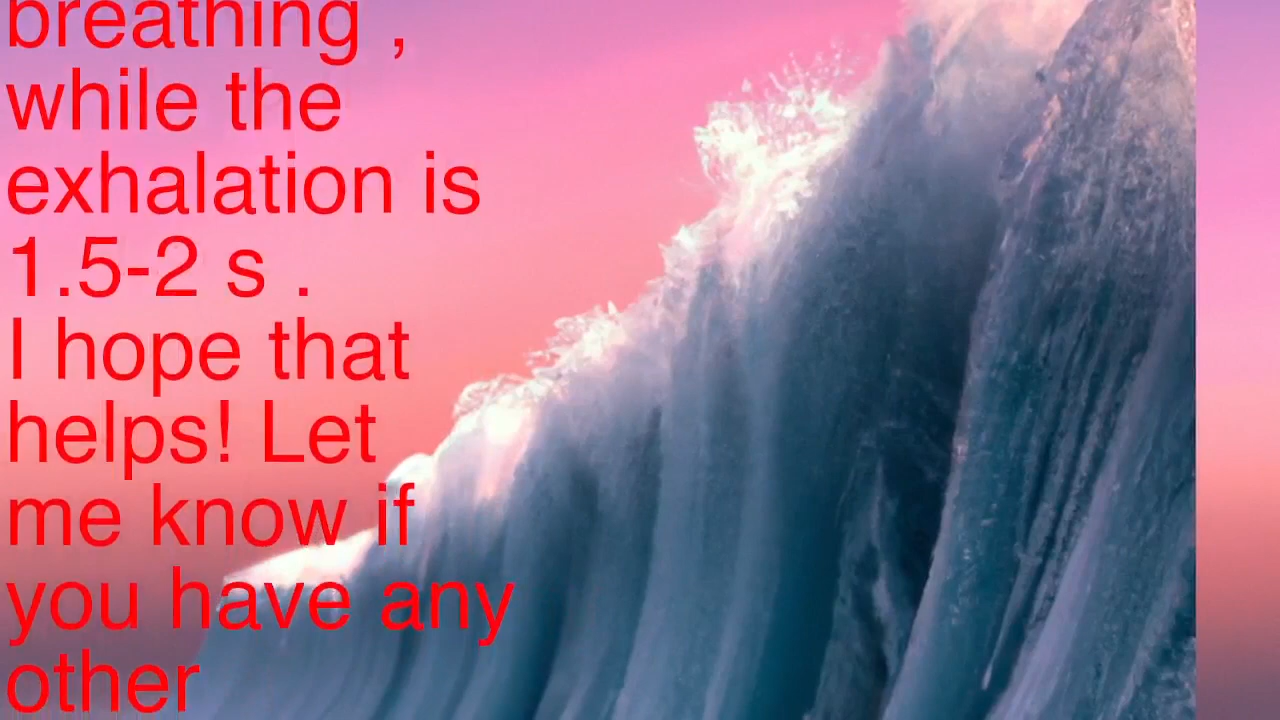 breathing ,
while the
exhalation is
1.5-2 s .
I hope that
helps! Let
me know if
you have any
other